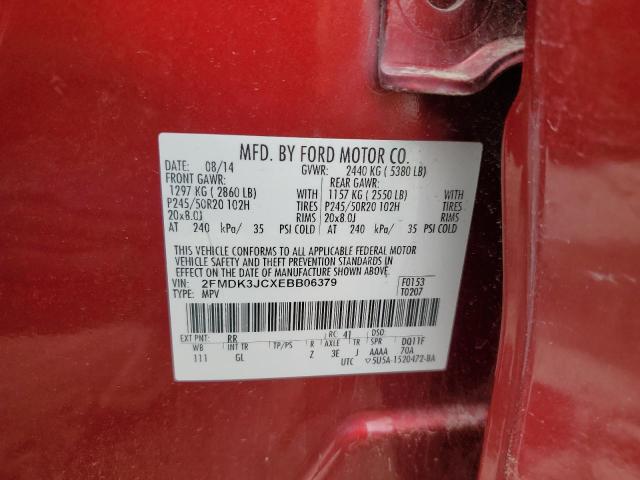 MFD. BY FORD MOTOR CO.
DATE: 08/14 GVWR: 2440 KG ( 5380 LB)
FRONT GAWR: REAR GAWR:
1297 KG ( 2860 LB) WITH 1157 KG ( 2550 LB) WITH
P245/50R20 102H TIRES P245/50R20 102H TIRES
20x8.0J RIMS 20x8.0J RIMS
AT 240 kPa/ 35 PSI COLD AT 240 kPa/ 35 PSI COLD
THIS VEHICLE CONFORMS TO ALL APPLICABLE FEDERAL MOTOR
VEHICLE SAFETY AND THEFT PREVENTION STANDARDS IN
EFFECT ON THE DATE OF MANUFACTURE SHOWN ABOVE.
VIN: 2FMDK3JCXEBB06379 F0153
TYPE: MPV T0207
EXT PNT: RR RC: 41 DSO:
WB INT TR TP/PS R AXLE TR SPR DQ11F
111 GL Z 3E J AAAA 70A
UTC ▽5U5A-1520472-BA